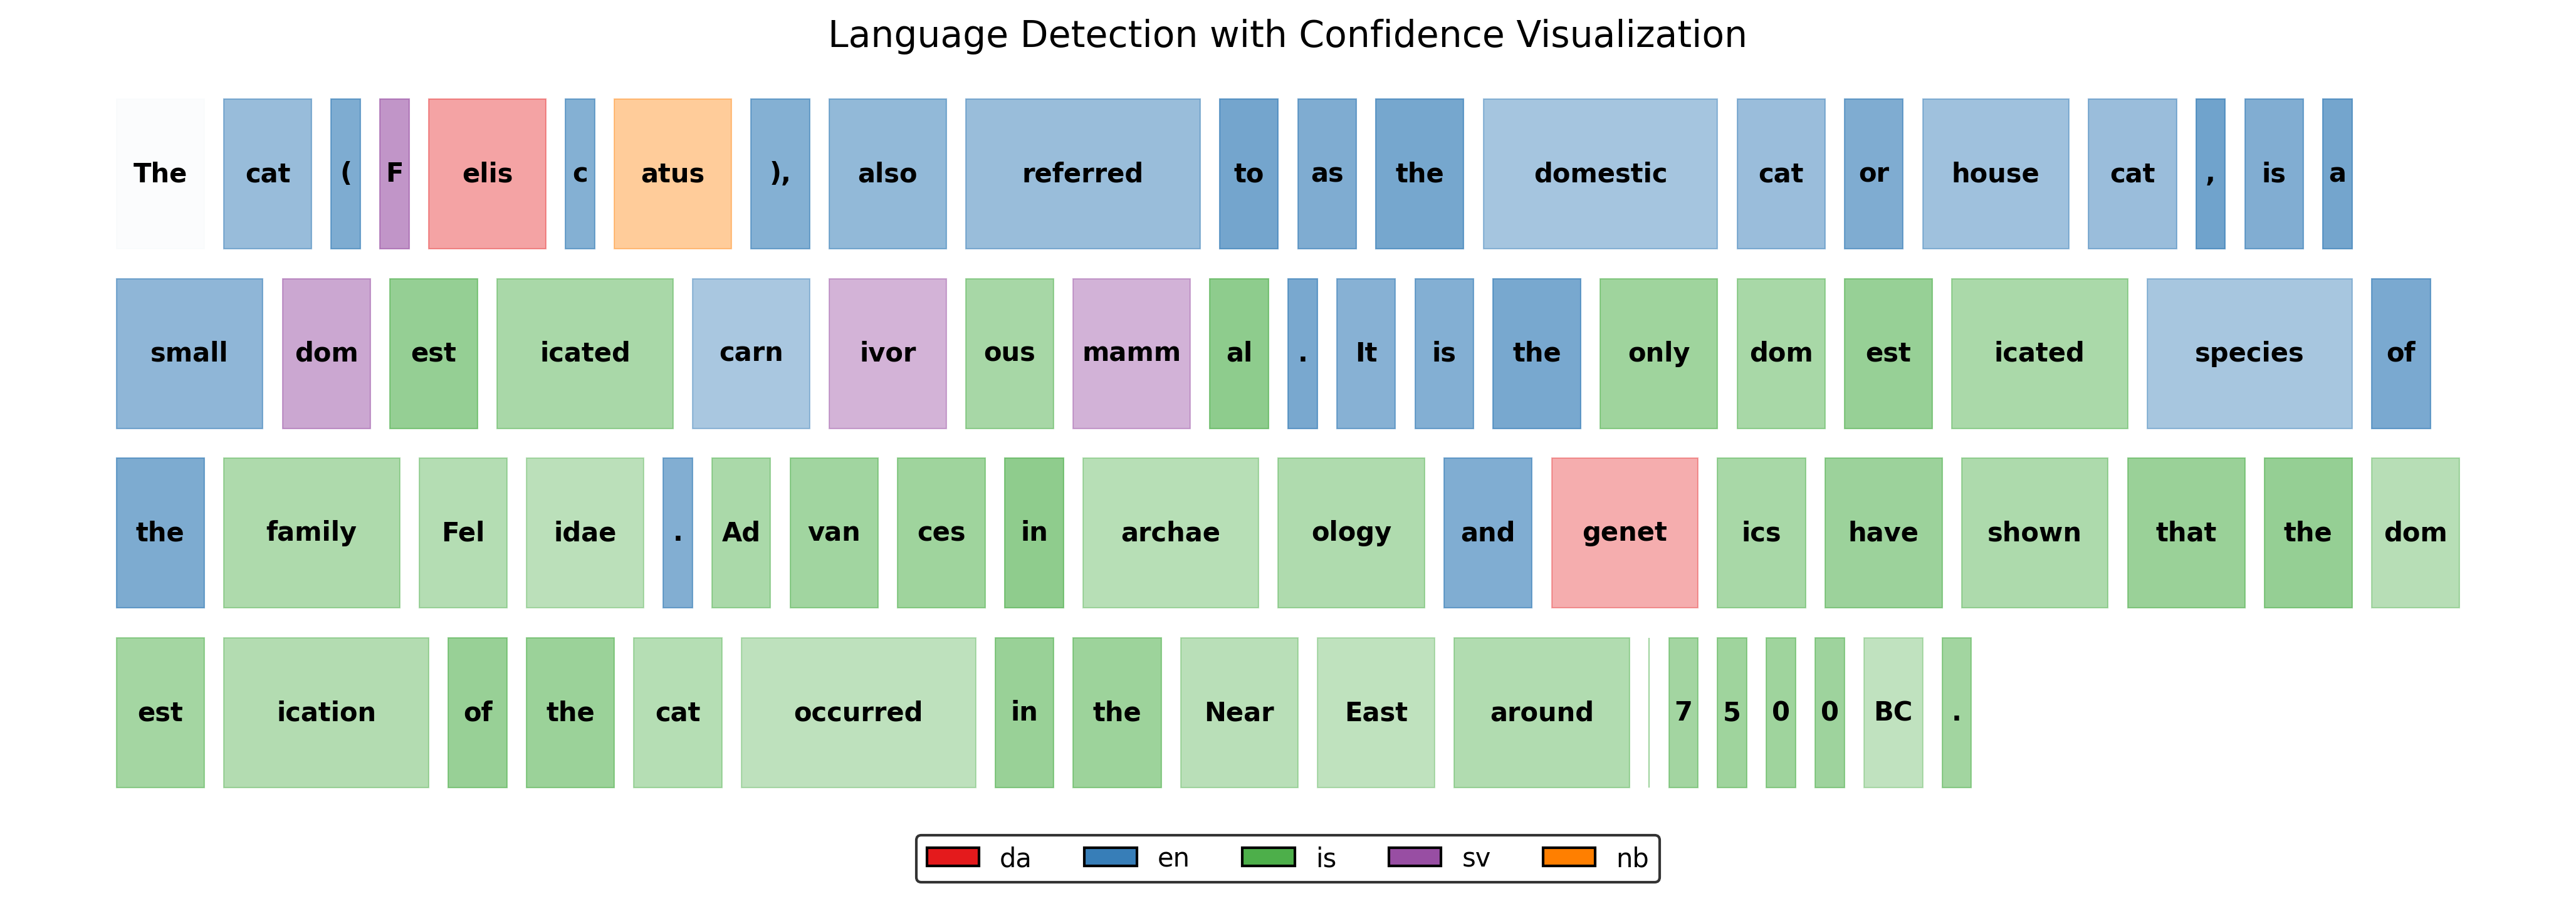 Language Detection with Confidence Visualization
The cat ( F elis c atus ), also referred to as the domestic cat or house cat , is a
small dom est icated carn ivor ous mamm al . It is the only dom est icated species of
the family Fel idae . Ad van ces in archae ology and genet ics have shown that the dom
est ication of the cat occurred in the Near East around 7 5 0 0 BC .
da en is sv nb